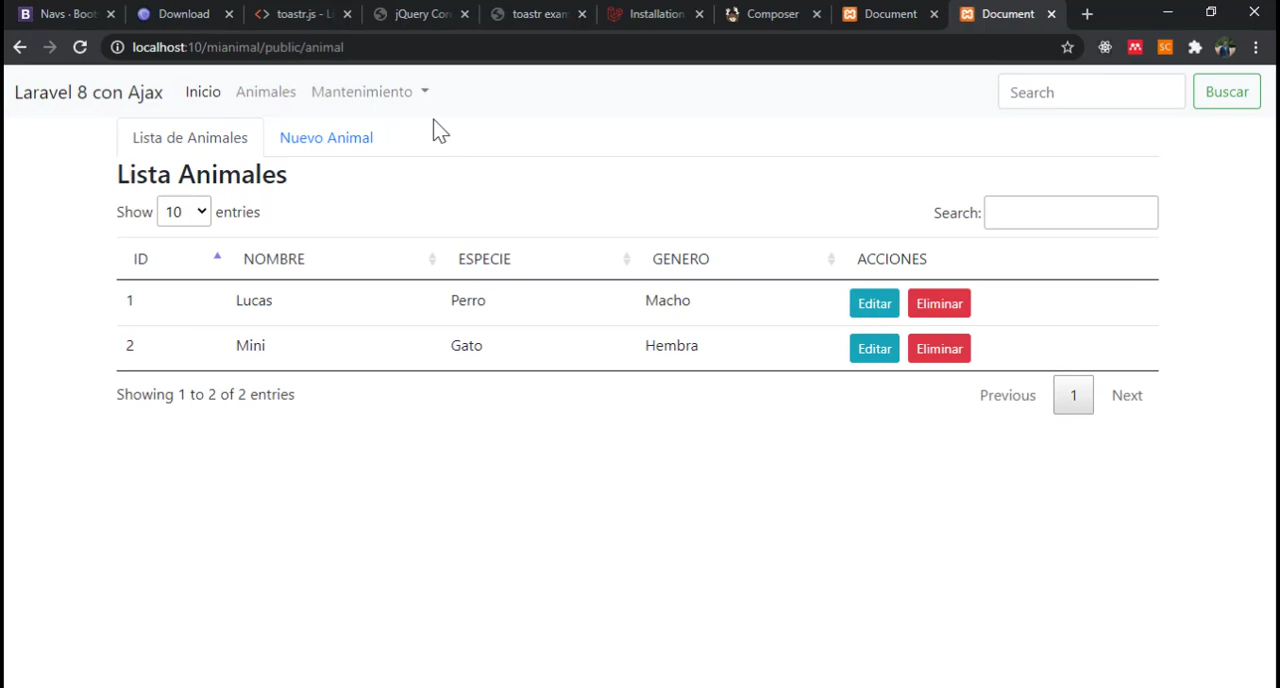 Navs · Boots Download toastr.js - Li jQuery Con toastr exam Installation Composer Document Document
localhost:10/mianimal/public/animal
Laravel 8 con Ajax Inicio Animales Mantenimiento Search Buscar
Lista de Animales Nuevo Animal
Lista Animales
Show 10 entries Search:
ID NOMBRE ESPECIE GENERO ACCIONES
1 Lucas Perro Macho Editar Eliminar
2 Mini Gato Hembra Editar Eliminar
Showing 1 to 2 of 2 entries Previous 1 Next